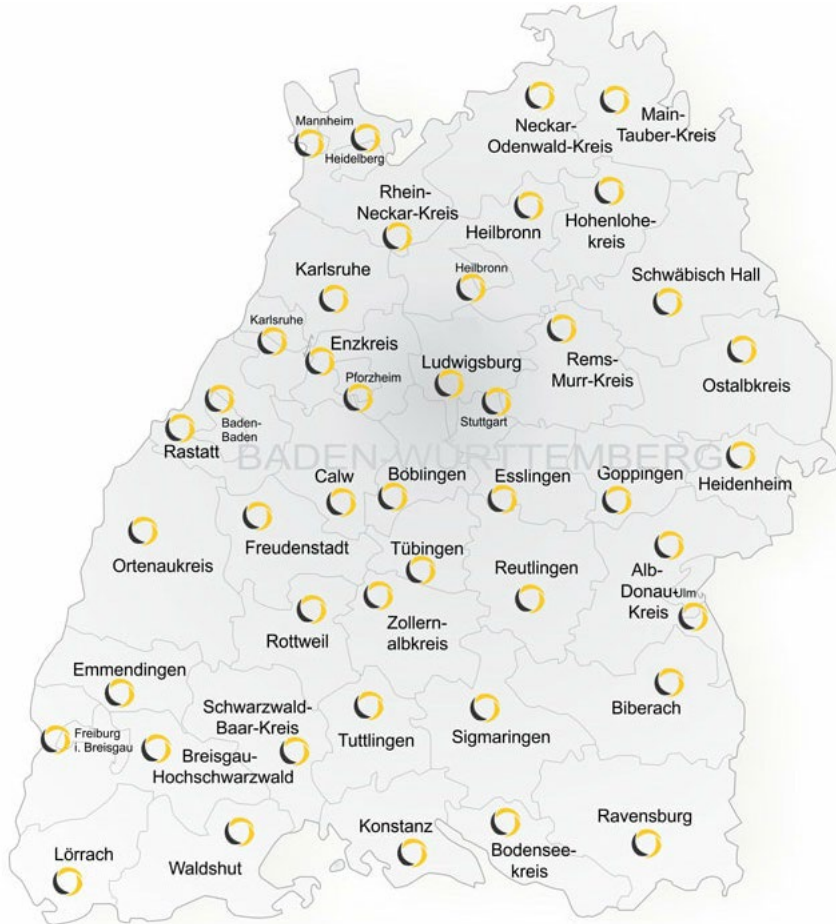 Neckar-
Odenwald-Kreis
Main-
Tauber-Kreis
Mannheim
Heidelberg
Rhein-
Neckar-Kreis
Heilbronn
Hohenlohe-
kreis
Karlsruhe
Heilbronn
Schwäbisch Hall
Karlsruhe
Enzkreis
Ludwigsburg
Rems-
Murr-Kreis
Ostalbkreis
Pforzheim
Stuttgart
Baden-
Baden
Rastatt
BADEN-WÜRTTEMBERG
Calw
Böblingen
Esslingen
Göppingen
Heidenheim
Ortenaukreis
Freudenstadt
Tübingen
Reutlingen
Alb-
Donau-
Kreis
Ulm
Rottweil
Zollern-
albkreis
Emmendingen
Schwarzwald-
Baar-Kreis
Tuttlingen
Sigmaringen
Biberach
Freiburg
i. Breisgau
Breisgau-
Hochschwarzwald
Lörrach
Waldshut
Konstanz
Bodensee-
kreis
Ravensburg